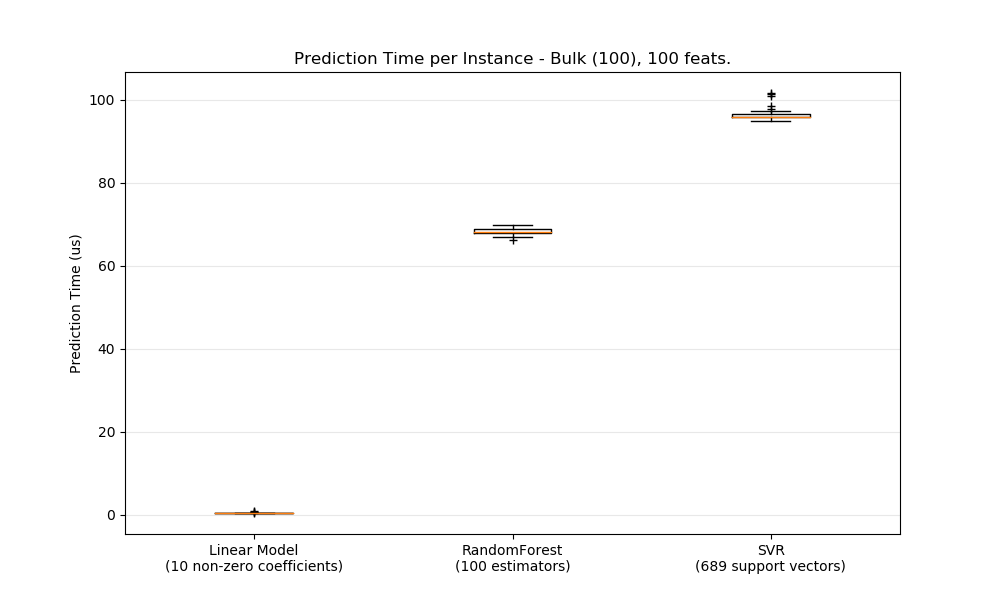 Prediction Time per Instance - Bulk (100), 100 feats.
Prediction Time (us)
100
80
60
40
20
0
Linear Model
(10 non-zero coefficients)
RandomForest
(100 estimators)
SVR
(689 support vectors)